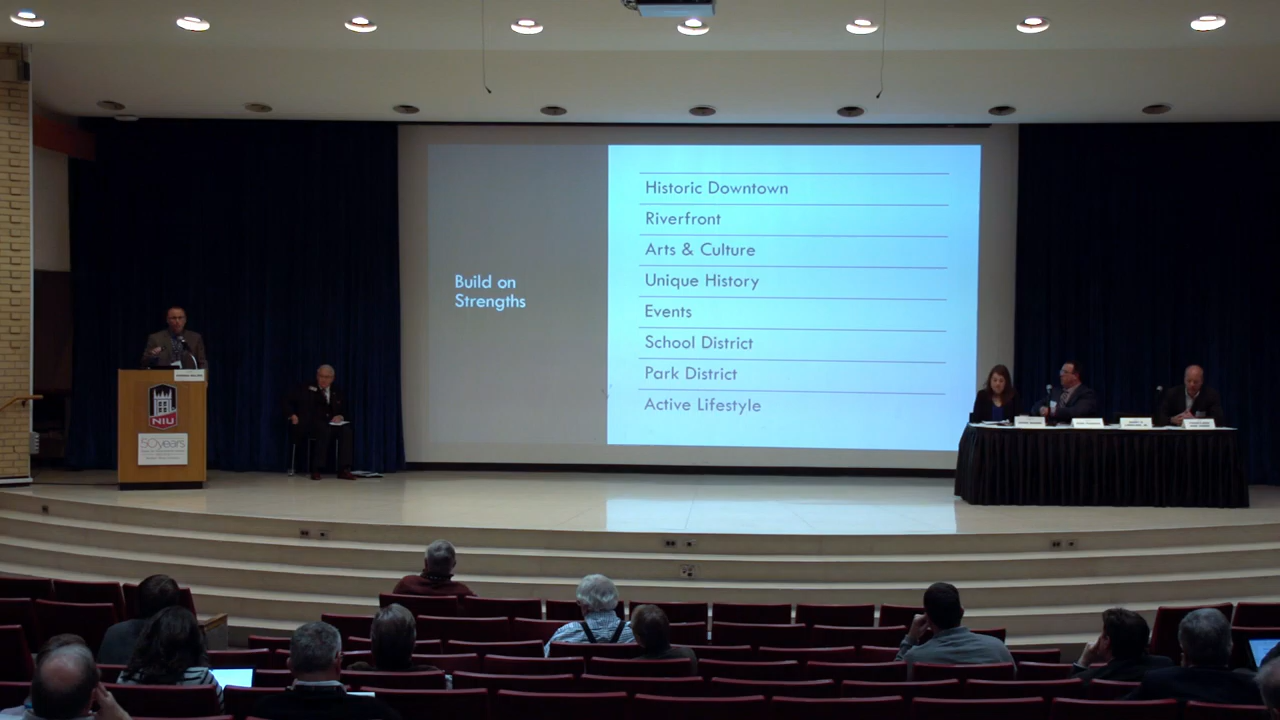 Build on
Strengths
Historic Downtown
Riverfront
Arts & Culture
Unique History
Events
School District
Park District
Active Lifestyle
NIU
50years